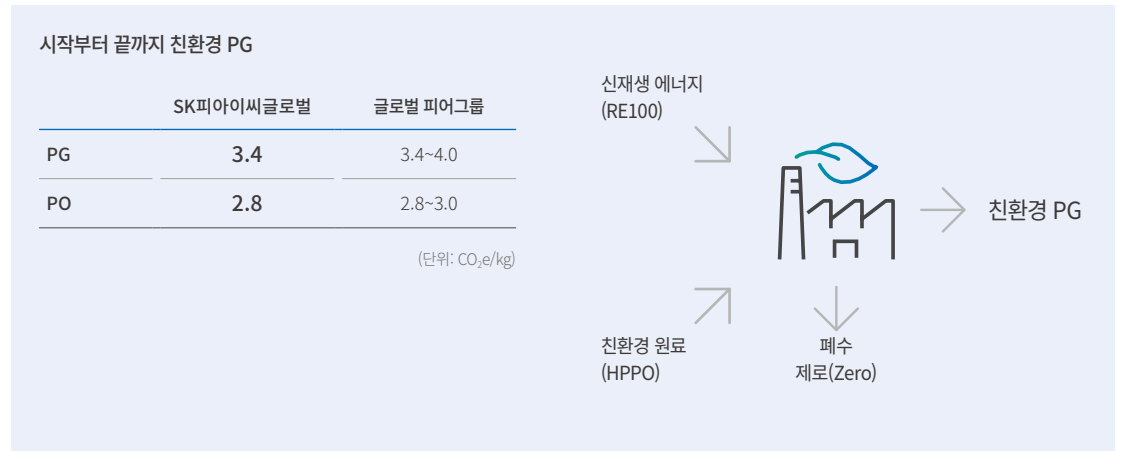 시작부터 끝까지 친환경 PG
SK피아이씨글로벌 글로벌 피어그룹
PG 3.4 3.4~4.0
PO 2.8 2.8~3.0
(단위: CO₂e/kg)
신재생 에너지
(RE100)
친환경 PG
친환경 원료
(HPPO)
폐수
제로(Zero)